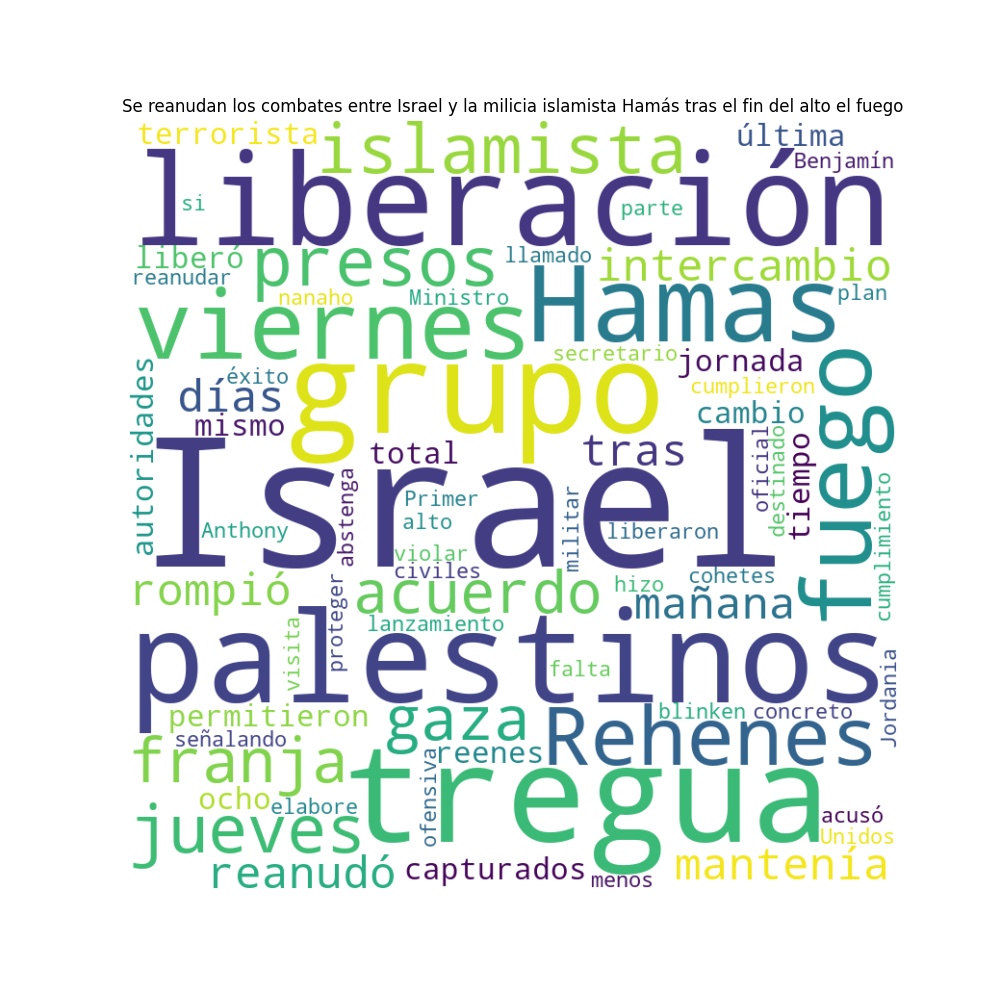 Se reanudan los combates entre Israel y la milicia islamista Hamás tras el fin del alto el fuego
terrorista
islamista
última
Benjamín
liberación
si
parte
liberó
presos
llamado
intercambio
reanudar
nanaho
Ministro
Hamas
plan
viernes
secretario
jornada
fuego
autoridades
éxito
días
grupo
cumplieron
cambio
mismo
total
tras
oficial
destinado
tiempo
Israel
abstenga
Primer
alto
militar
Anthony
liberaron
violar
civiles
cohetes
cumplimiento
rompió
proteger
acuerdo
hizo
mañana
lanzamiento
visita
palestinos
falta
Jordania
permitieron
gaza
blinken
concreto
señalando
franja
reenes
Rehenes
ofensiva
ocho
elabore
tregua
jueves
acusó
Unidos
reanudó
capturados
menos
mantenía